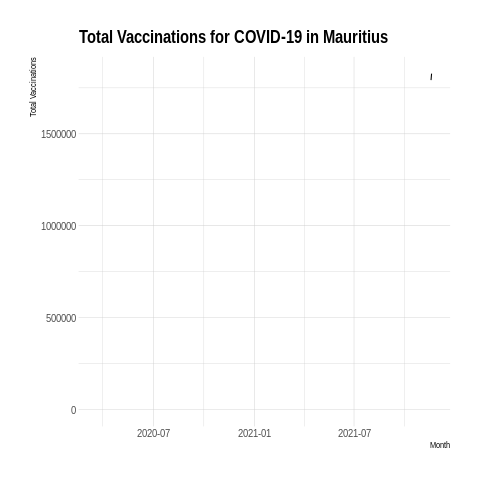 Total Vaccinations for COVID-19 in Mauritius
Total Vaccinations
1500000
1000000
500000
0
2020-07 2021-01 2021-07
Month